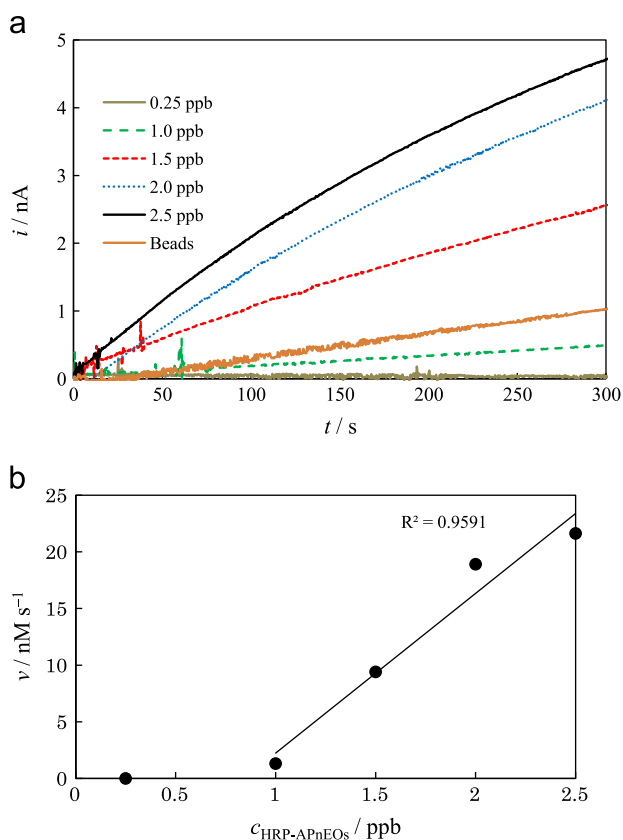 a
5
4
3
2
1
0
i / nA
0.25 ppb
1.0 ppb
1.5 ppb
2.0 ppb
2.5 ppb
Beads
0 50 100 150 200 250 300
t / s
b
25
20
15
10
5
0
v / nM s⁻¹
R² = 0.9591
0 0.5 1 1.5 2 2.5
c HRP-APnEOs / ppb